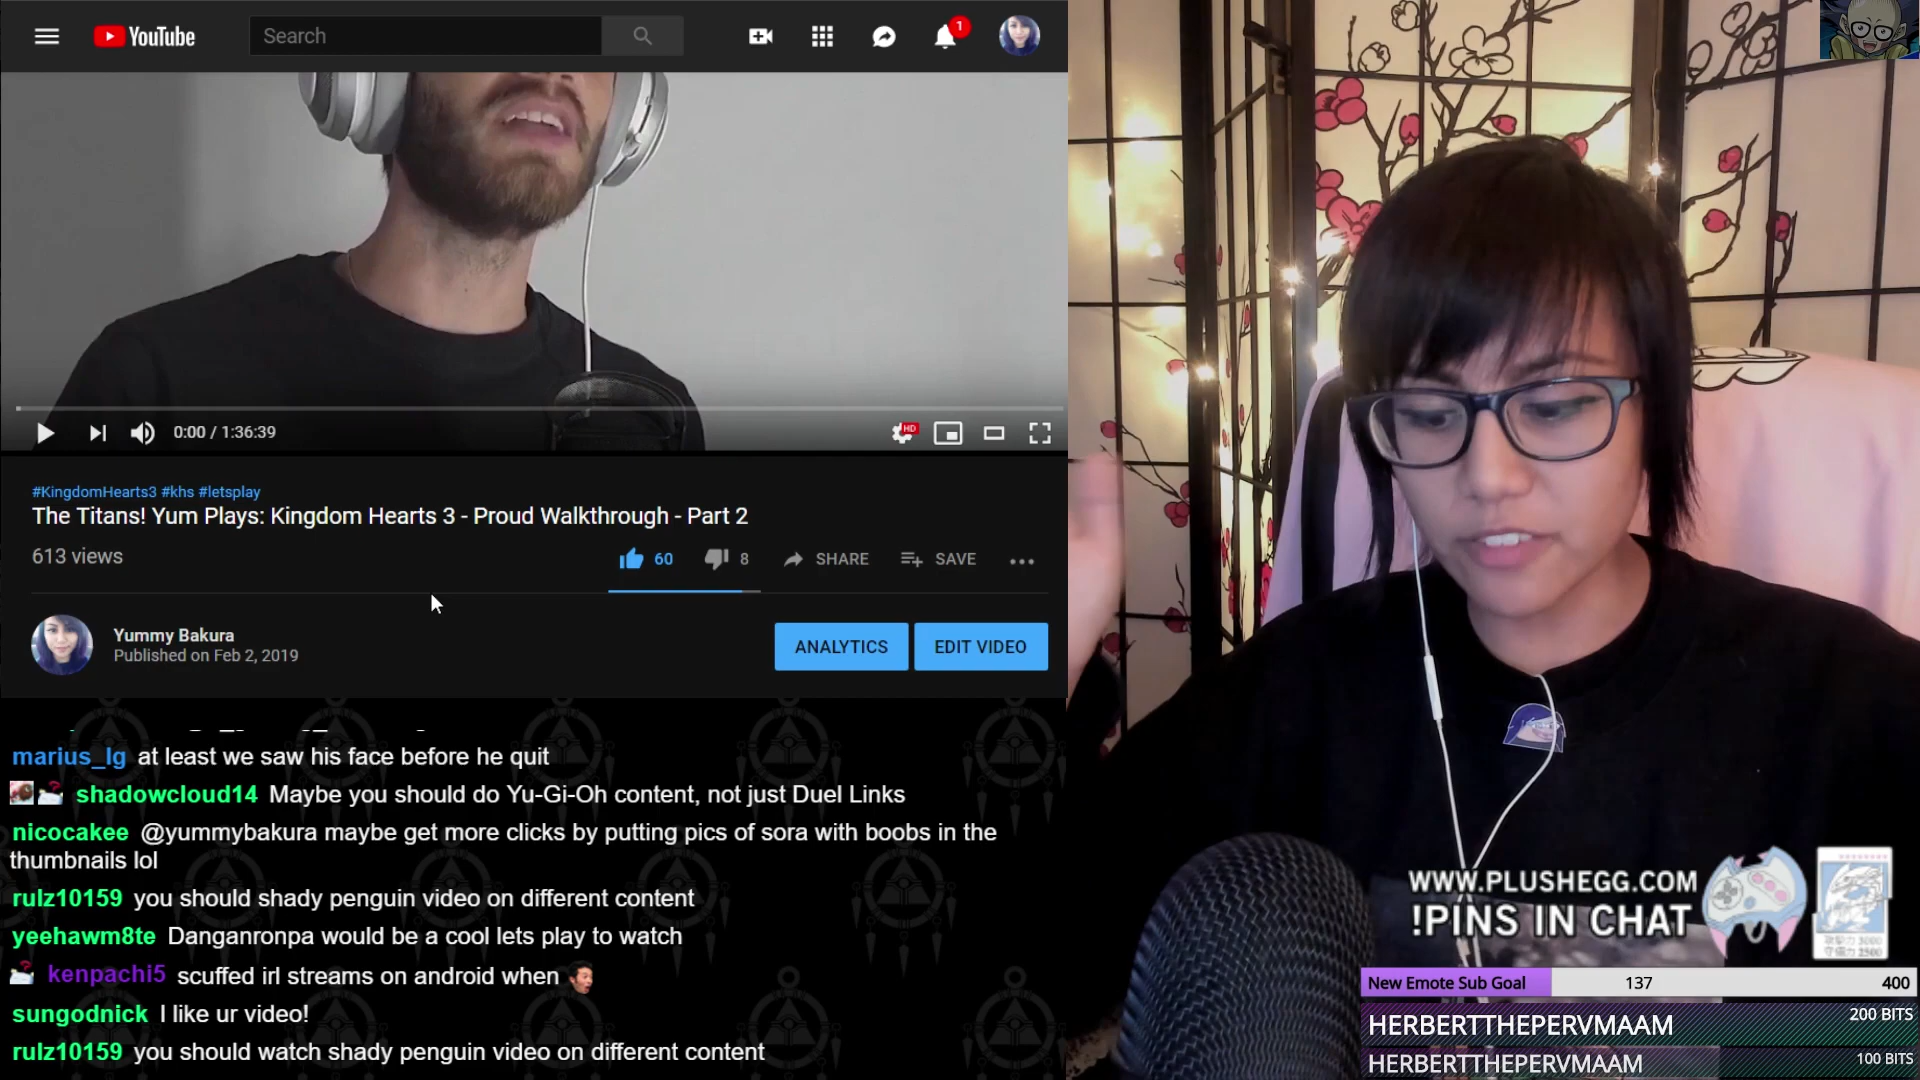 YouTube
Search
1
0:00 / 1:36:39
HD
#KingdomHearts3 #khs #letsplay
The Titans! Yum Plays: Kingdom Hearts 3 - Proud Walkthrough - Part 2
613 views
60
8
SHARE
SAVE
Yummy Bakura
Published on Feb 2, 2019
ANALYTICS
EDIT VIDEO
marius_lg at least we saw his face before he quit
shadowcloud14 Maybe you should do Yu-Gi-Oh content, not just Duel Links
nicocakee @yummybakura maybe get more clicks by putting pics of sora with boobs in the
thumbnails lol
rulz10159 you should shady penguin video on different content
yeehawm8te Danganronpa would be a cool lets play to watch
kenpachi5 scuffed irl streams on android when
sungodnick I like ur video!
rulz10159 you should watch shady penguin video on different content
WWW.PLUSHEGG.COM
!PINS IN CHAT
New Emote Sub Goal 137 400
HERBERTTHEPERVMAAM 200 BITS
HERBERTTHEPERVMAAM 100 BITS